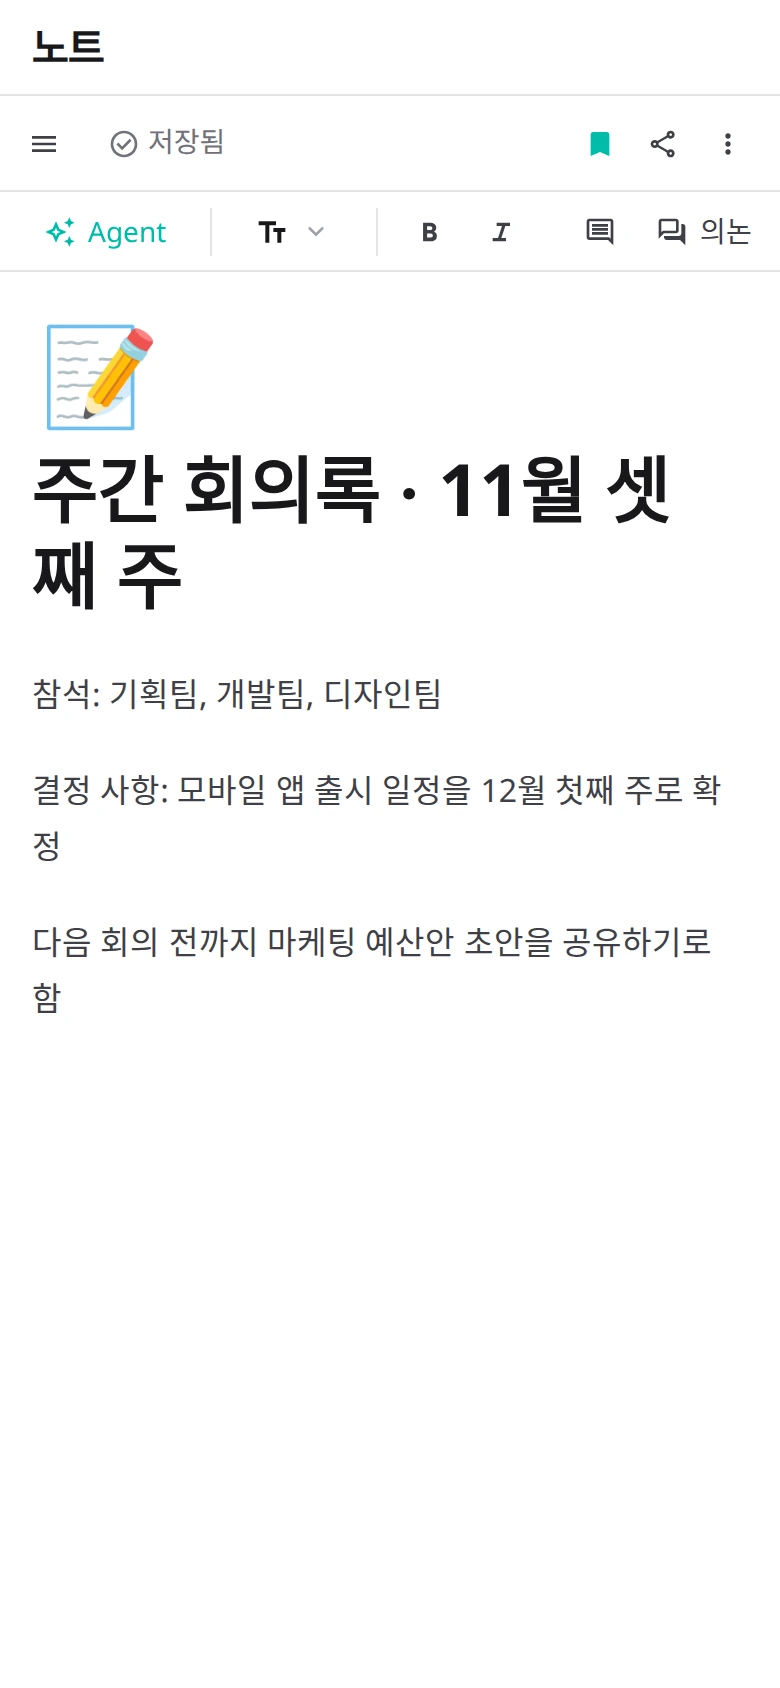 노트
저장됨
Agent
의논
주간 회의록 · 11월 셋
째 주
참석: 기획팀, 개발팀, 디자인팀
결정 사항: 모바일 앱 출시 일정을 12월 첫째 주로 확
정
다음 회의 전까지 마케팅 예산안 초안을 공유하기로
함